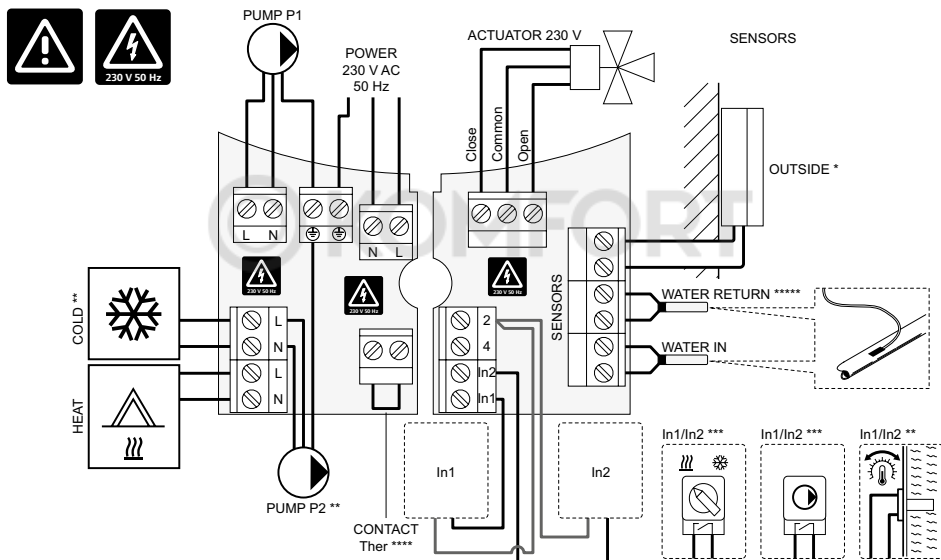 PUMP P1
POWER
230 V AC
50 Hz
ACTUATOR 230 V
SENSORS
230 V 50 Hz
Close
Common
Open
OUTSIDE *
KOMFORT
L N
N L
230 V 50 Hz
230 V 50 Hz
230 V 50 Hz
SENSORS
WATER RETURN *****
WATER IN
COLD **
HEAT
L
N
L
N
2
4
In2
In1
PUMP P2 **
CONTACT
Ther ****
In1
In2
In1/In2 ***
In1/In2 ***
In1/In2 **